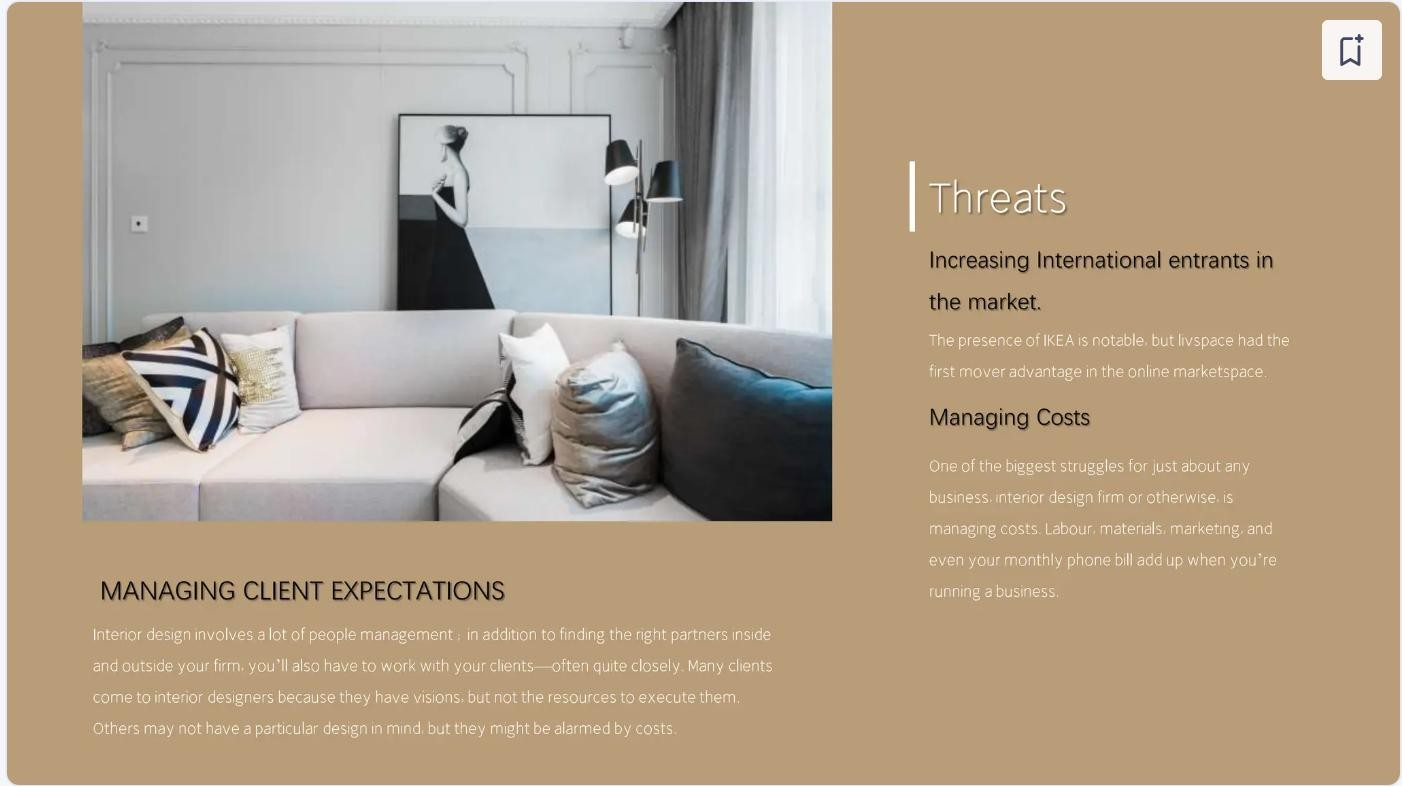 Threats
Increasing International entrants in
the market.
The presence of IKEA is notable, but livspace had the
first mover advantage in the online marketspace.
Managing Costs
One of the biggest struggles for just about any
business, interior design firm or otherwise, is
managing costs. Labour, materials, marketing, and
even your monthly phone bill add up when you’re
running a business.
MANAGING CLIENT EXPECTATIONS
Interior design involves a lot of people management ; in addition to finding the right partners inside
and outside your firm, you’ll also have to work with your clients—often quite closely. Many clients
come to interior designers because they have visions, but not the resources to execute them.
Others may not have a particular design in mind, but they might be alarmed by costs.